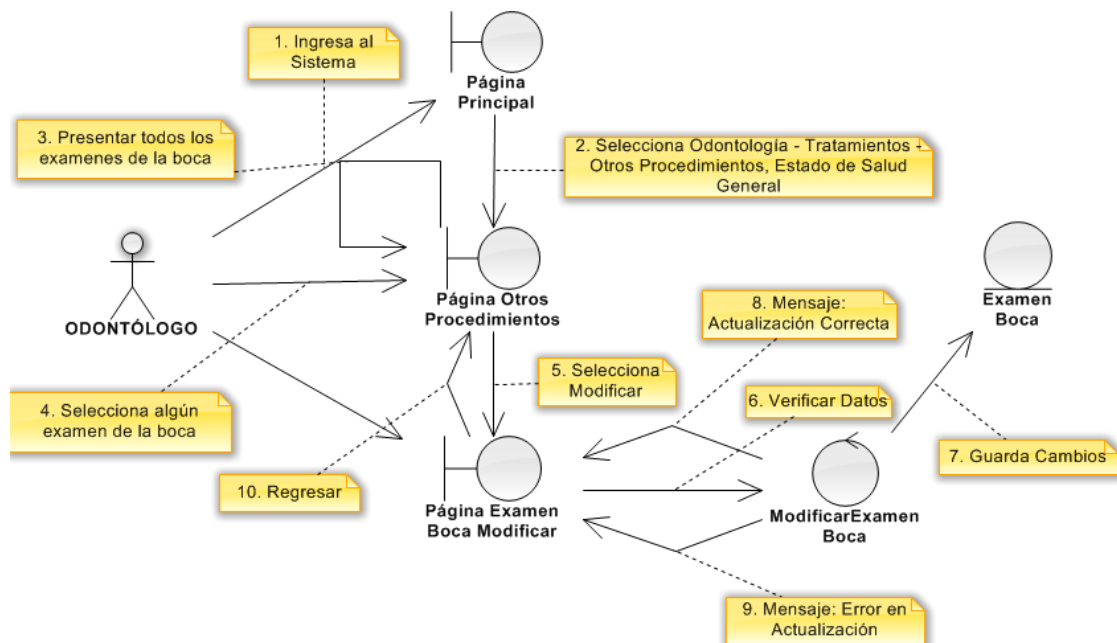 1. Ingresa al
Sistema
Página
Principal
3. Presentar todos los
examenes de la boca
2. Selecciona Odontología - Tratamientos -
Otros Procedimientos, Estado de Salud
General
ODONTÓLOGO
Página Otros
Procedimientos
Examen
Boca
8. Mensaje:
Actualización Correcta
5. Selecciona
Modificar
6. Verificar Datos
4. Selecciona algún
examen de la boca
7. Guarda Cambios
10. Regresar
Página Examen
Boca Modificar
ModificarExamen
Boca
9. Mensaje: Error en
Actualización